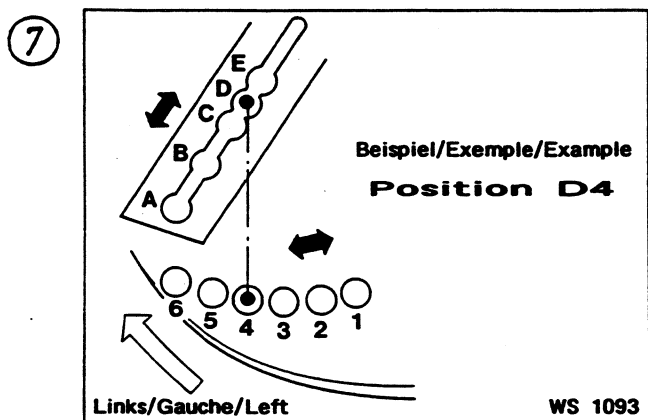 7
E
D
C
B
A
Beispiel/Exemple/Example
Position D4
6 5 4 3 2 1
Links/Gauche/Left
WS 1093